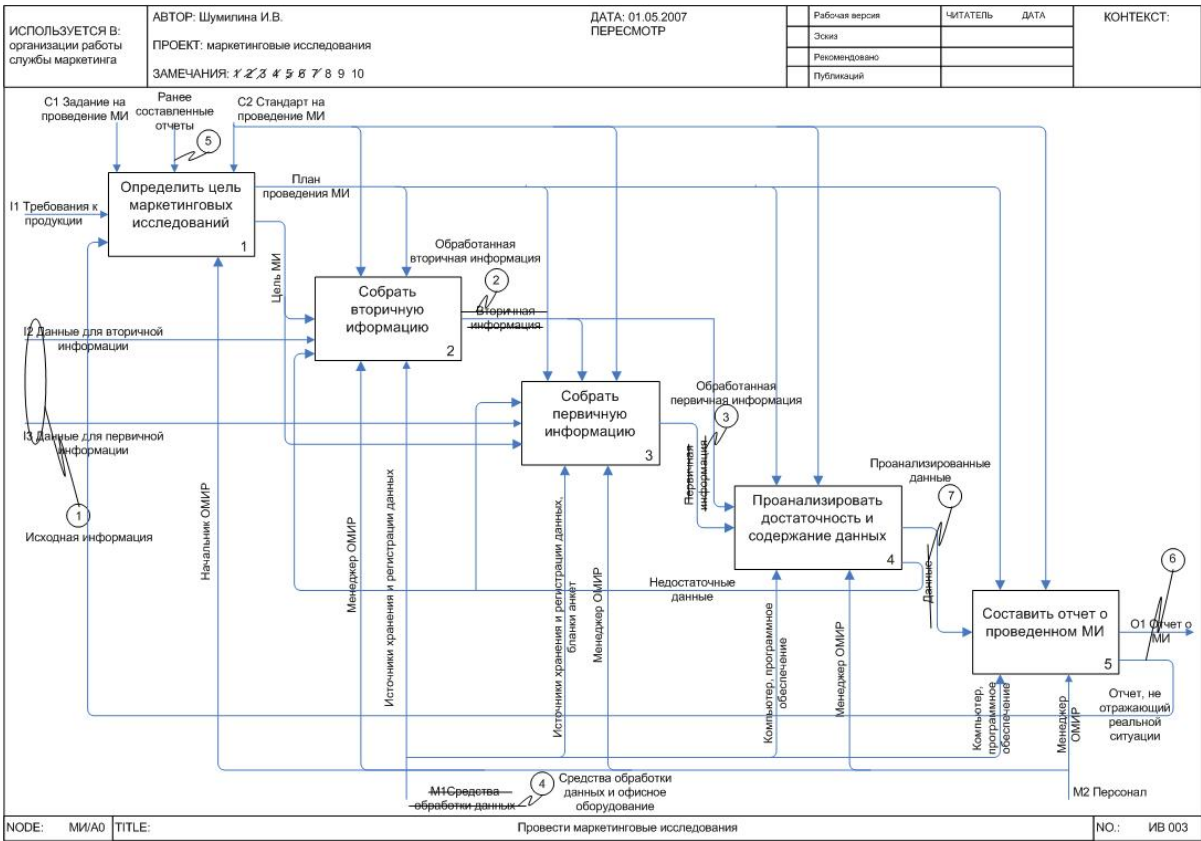 ИСПОЛЬЗУЕТСЯ В:
организации работы
службы маркетинга
АВТОР: Шумилина И.В.
ДАТА: 01.05.2007
ПЕРЕСМОТР
ПРОЕКТ: маркетинговые исследования
ЗАМЕЧАНИЯ: 1 2 3 4 5 6 7 8 9 10
Рабочая версия
Эскиз
Рекомендовано
Публикаций
ЧИТАТЕЛЬ ДАТА
КОНТЕКСТ:
С1 Задание на
проведение МИ
Ранее
составленные
отчеты
С2 Стандарт на
проведение МИ
5
I1 Требования к
продукции
Определить цель
маркетинговых
исследований
1
План
проведения МИ
Цель МИ
Обработанная
вторичная информация
2
Вторичная
информация
Собрать
вторичную
иформацию
2
I2 Данные для вторичной
информации
I3 Данные для первичной
информации
1
Исходная информация
Собрать
первичную
информацию
3
Обработанная
первичная информация
3
Первичная
информация
Проанализировать
достаточность и
содержание данных
4
Проанализированные
данные
7
Данные
Недостаточные
данные
Составить отчет о
проведенном МИ
5
6
О1 Отчет о
МИ
Отчет, не
отражающий
реальной
ситуации
Начальник ОМИР
Менеджер ОМИР
Источники хранения и регистрации данных
Источники хранения и регистрации данных,
бланки анкет
Менеджер ОМИР
Компьютер, программное
обеспечение
Менеджер ОМИР
Компьютер,
программное
обеспечение
Менеджер
ОМИР
М1Средства
обработки данных
4
Средства обработки
данных и офисное
оборудование
М2 Персонал
NODE: МИ/А0
TITLE:
Провести маркетинговые исследования
NO.: ИВ 003